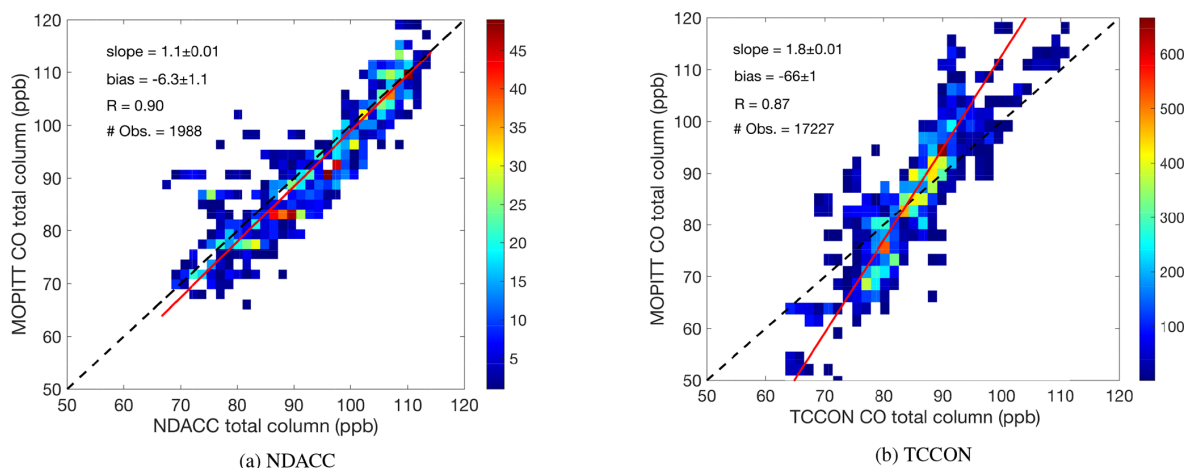 slope = 1.1±0.01
bias = -6.3±1.1
R = 0.90
# Obs. = 1988
120
110
100
90
80
70
60
50
MOPITT CO total column (ppb)
50 60 70 80 90 100 110 120
NDACC total column (ppb)
45
40
35
30
25
20
15
10
5
(a) NDACC
slope = 1.8±0.01
bias = -66±1
R = 0.87
# Obs. = 17227
120
110
100
90
80
70
60
50
MOPITT CO total column (ppb)
50 60 70 80 90 100 110 120
TCCON CO total column (ppb)
600
500
400
300
200
100
(b) TCCON